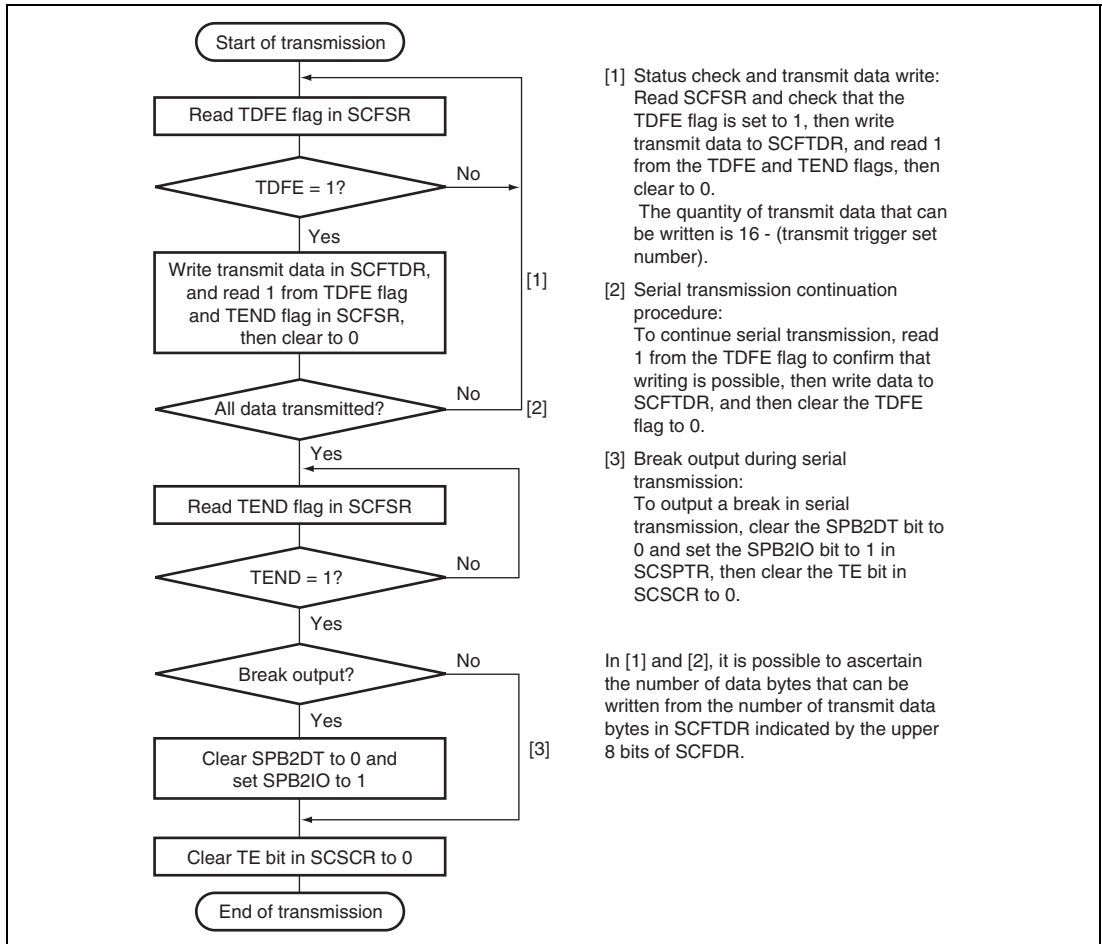 Start of transmission
Read TDFE flag in SCFSR
TDFE = 1?
No
Yes
Write transmit data in SCFTDR,
and read 1 from TDFE flag
and TEND flag in SCFSR,
then clear to 0
[1]
All data transmitted?
No
[2]
Yes
Read TEND flag in SCFSR
TEND = 1?
No
Yes
Break output?
No
Yes
Clear SPB2DT to 0 and
set SPB2IO to 1
[3]
Clear TE bit in SCSCR to 0
End of transmission
[1] Status check and transmit data write:
Read SCFSR and check that the
TDFE flag is set to 1, then write
transmit data to SCFTDR, and read 1
from the TDFE and TEND flags, then
clear to 0.
The quantity of transmit data that can
be written is 16 - (transmit trigger set
number).
[2] Serial transmission continuation
procedure:
To continue serial transmission, read
1 from the TDFE flag to confirm that
writing is possible, then write data to
SCFTDR, and then clear the TDFE
flag to 0.
[3] Break output during serial
transmission:
To output a break in serial
transmission, clear the SPB2DT bit to
0 and set the SPB2IO bit to 1 in
SCSPTR, then clear the TE bit in
SCSCR to 0.
In [1] and [2], it is possible to ascertain
the number of data bytes that can be
written from the number of transmit data
bytes in SCFTDR indicated by the upper
8 bits of SCFDR.